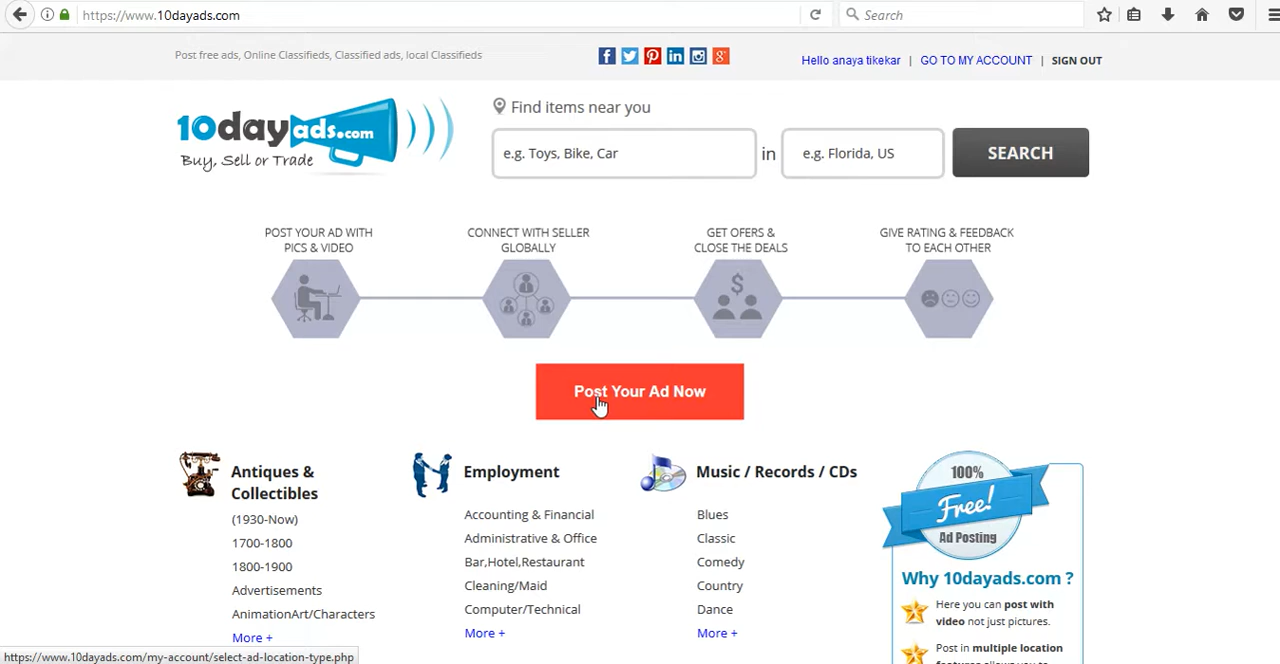 https://www.10dayads.com
Search
Post free ads, Online Classifieds, Classified ads, local Classifieds
Hello anaya tikekar | GO TO MY ACCOUNT | SIGN OUT
10dayads.com
Buy, Sell or Trade
Find items near you
e.g. Toys, Bike, Car in e.g. Florida, US SEARCH
POST YOUR AD WITH
PICS & VIDEO
CONNECT WITH SELLER
GLOBALLY
GET OFERS &
CLOSE THE DEALS
GIVE RATING & FEEDBACK
TO EACH OTHER
Post Your Ad Now
Antiques &
Collectibles
(1930-Now)
1700-1800
1800-1900
Advertisements
AnimationArt/Characters
More +
Employment
Accounting & Financial
Administrative & Office
Bar,Hotel,Restaurant
Cleaning/Maid
Computer/Technical
More +
Music / Records / CDs
Blues
Classic
Comedy
Country
Dance
More +
100%
Free!
Ad Posting
Why 10dayads.com ?
Here you can post with
video not just pictures.
Post in multiple location
features allows you to
https://www.10dayads.com/my-account/select-ad-location-type.php